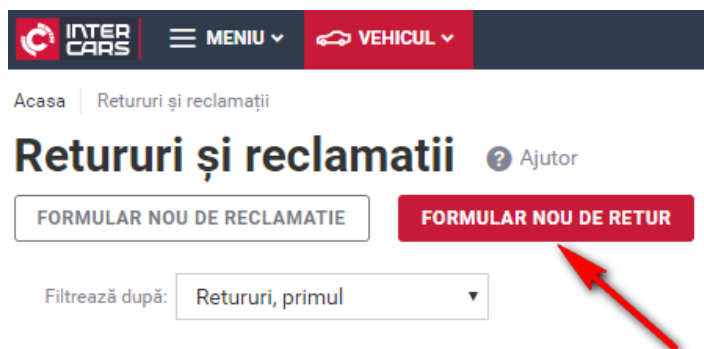 INTER CARS MENIU VEHICUL
Acasa Retururi și reclamații
Retururi și reclamatii ? Ajutor
FORMULAR NOU DE RECLAMATIE FORMULAR NOU DE RETUR
Filtrează după: Retururi, primul